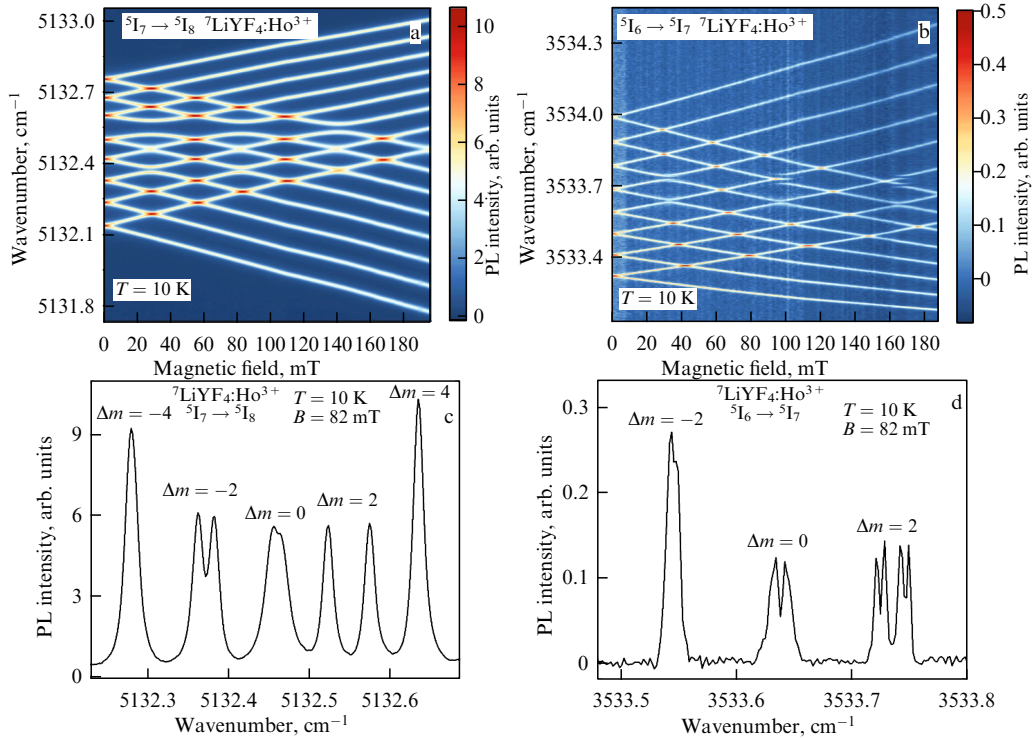 ⁵I₇ → ⁵I₈ ⁷LiYF₄:Ho³⁺
a
T = 10 K
Wavenumber, cm⁻¹
5133.0
5132.7
5132.4
5132.1
5131.8
0 20 40 60 80 100 120 140 160 180
Magnetic field, mT
10
8
6
4
2
0
PL intensity, arb. units
⁵I₆ → ⁵I₇ ⁷LiYF₄:Ho³⁺
b
T = 10 K
Wavenumber, cm⁻¹
3534.3
3534.0
3533.7
3533.4
3533.1
0 20 40 60 80 100 120 140 160 180
Magnetic field, mT
0.5
0.4
0.3
0.2
0.1
0
PL intensity, arb. units
⁷LiYF₄:Ho³⁺
⁵I₇ → ⁵I₈
T = 10 K
B = 82 mT
c
Δm = −4
Δm = −2
Δm = 0
Δm = 2
Δm = 4
PL intensity, arb. units
9
6
3
0
5132.3 5132.4 5132.5 5132.6
Wavenumber, cm⁻¹
⁷LiYF₄:Ho³⁺
⁵I₆ → ⁵I₇
T = 10 K
B = 82 mT
d
Δm = −2
Δm = 0
Δm = 2
PL intensity, arb. units
0.3
0.2
0.1
0
3533.5 3533.6 3533.7 3533.8
Wavenumber, cm⁻¹